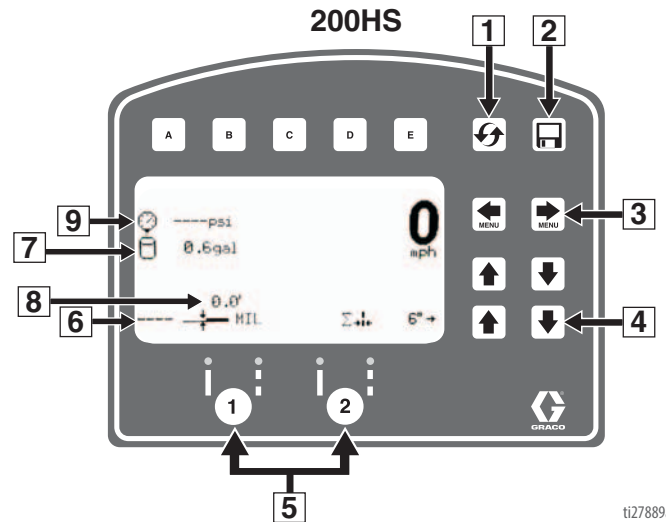 200HS
1
2
A B C D E
9
----psi
0
MENU
MENU
3
7
0.6gal
mph
8
0.0'
6
---- MIL
Σ
6"
4
1
2
GRACO
5
ti27889